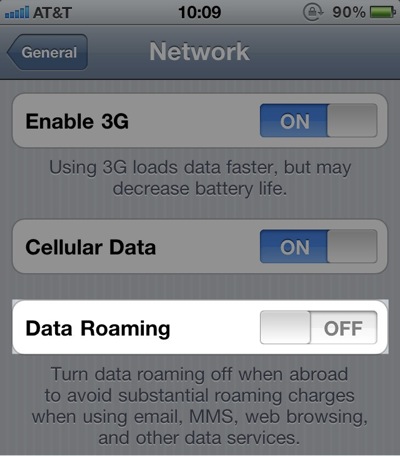 AT&T 10:09 90%
General Network
Enable 3G ON
Using 3G loads data faster, but may
decrease battery life.
Cellular Data ON
Data Roaming OFF
Turn data roaming off when abroad
to avoid substantial roaming charges
when using email, MMS, web browsing,
and other data services.